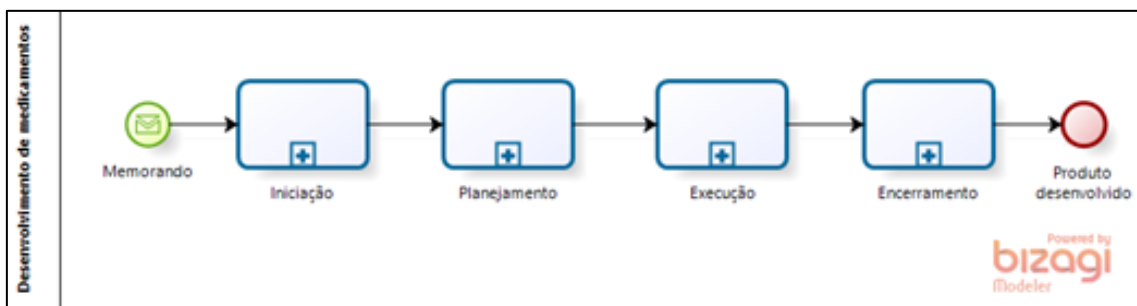 Desenvolvimento de medicamentos
Memorando
Iniciação
Planejamento
Execução
Encerramento
Produto
desenvolvido
Powered by
bizagi
Modeler